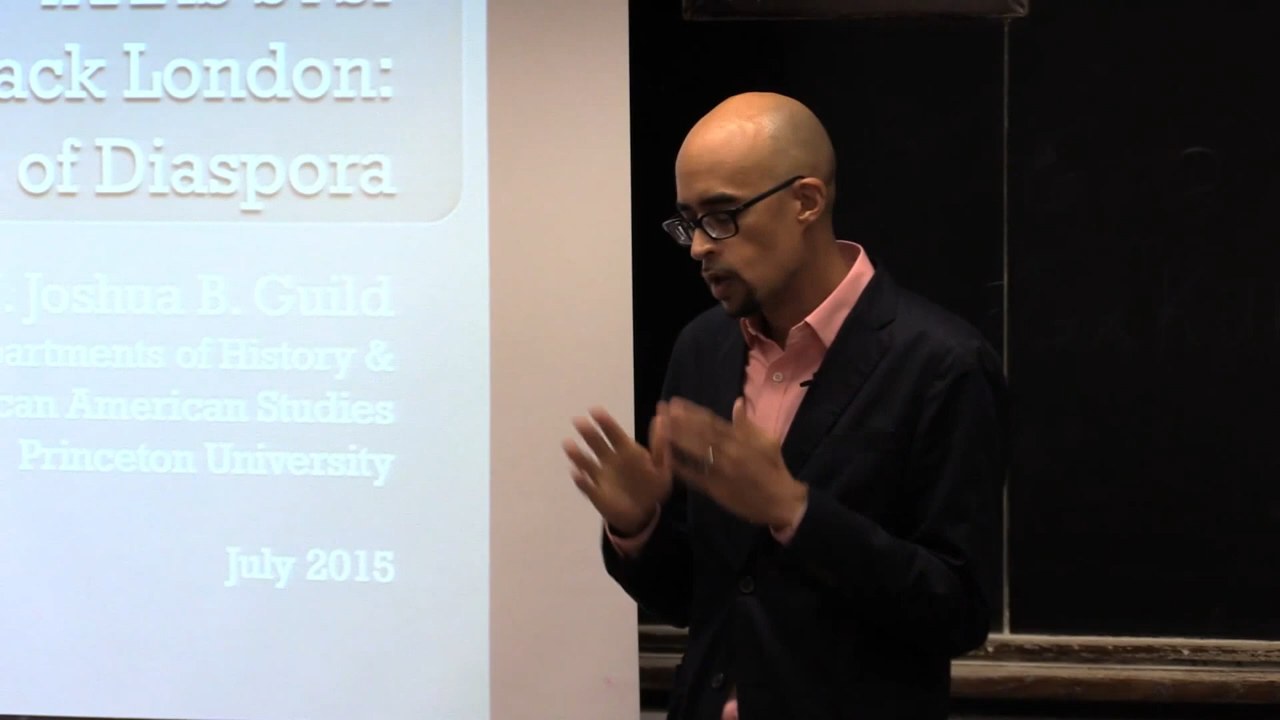 ack London:
of Diaspora
. Joshua B. Guild
partments of History &
can American Studies
Princeton University
July 2015